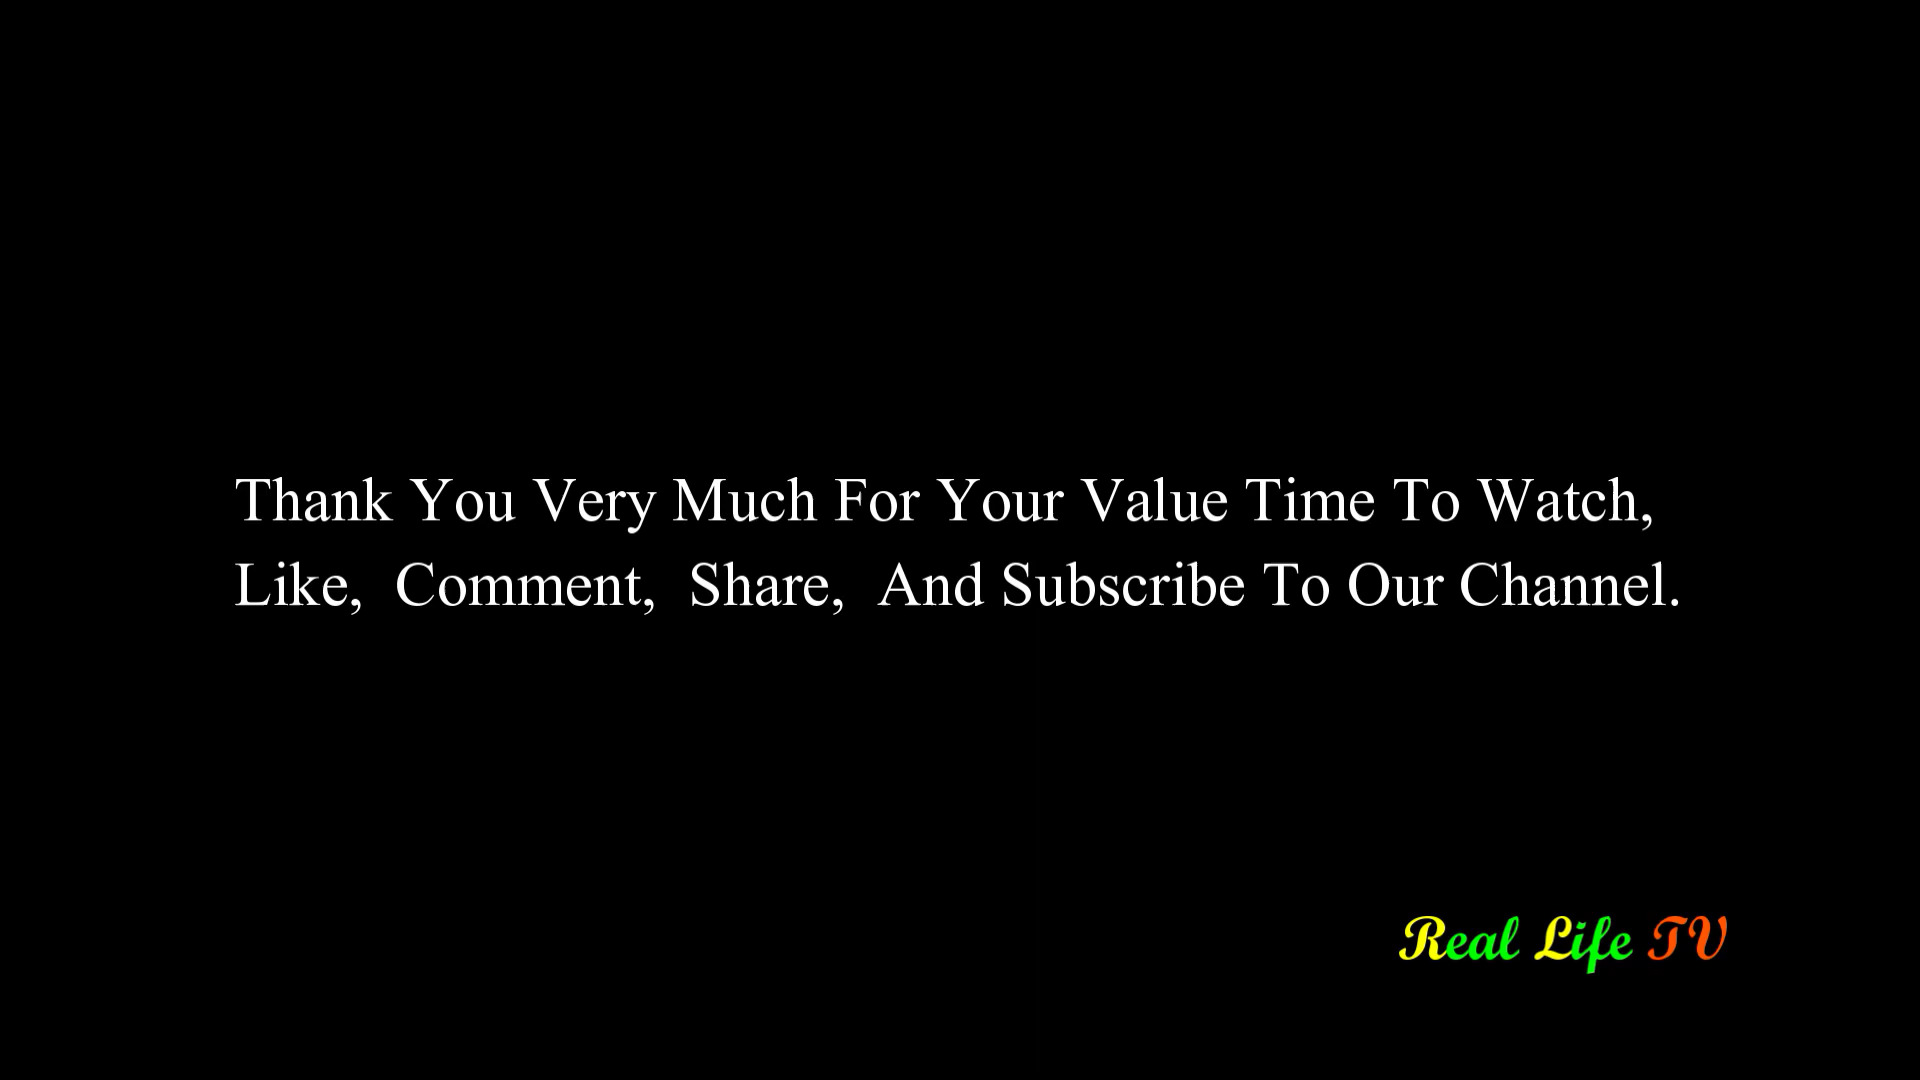 Thank You Very Much For Your Value Time To Watch,
Like,  Comment,  Share,  And Subscribe To Our Channel.
Real Life TV